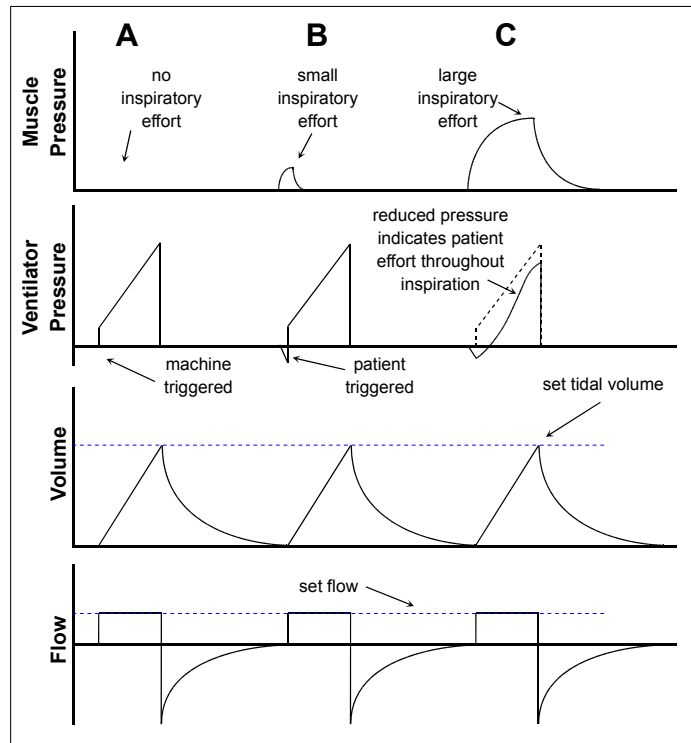 A
B
C
Muscle
Pressure
no
inspiratory
effort
small
inspiratory
effort
large
inspiratory
effort
Ventilator
Pressure
reduced pressure
indicates patient
effort throughout
inspiration
machine
triggered
patient
triggered
Volume
set tidal volume
Flow
set flow